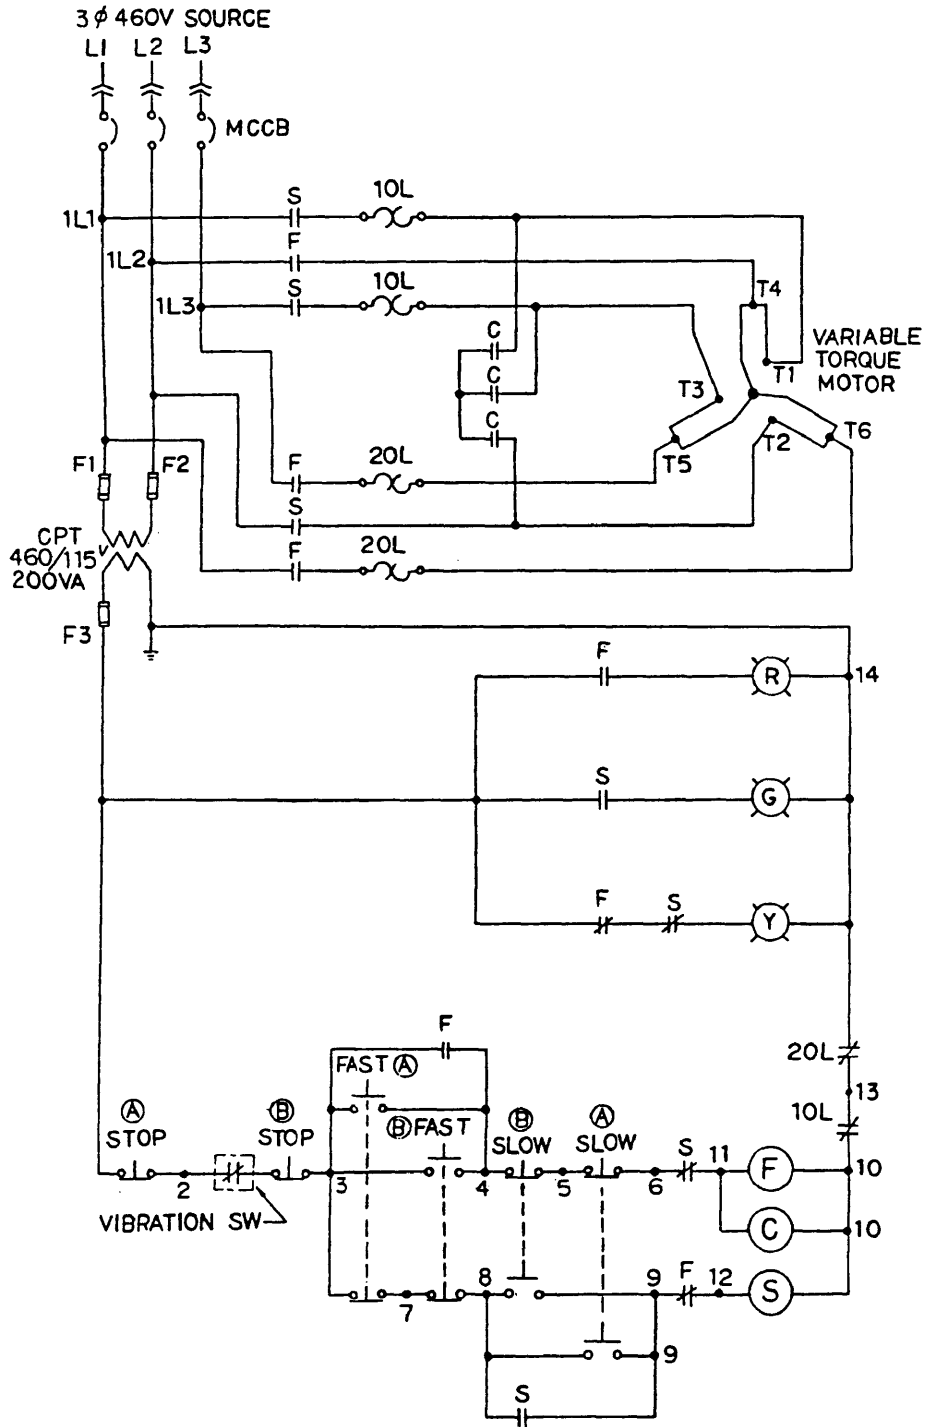 3ϕ 460V SOURCE
L1 L2 L3
MCCB
S 10L
1L1
F
1L2
S 10L
1L3
T4
C
VARIABLE
TORQUE
MOTOR
T1
C
T3
C
T2 T6
F1 F2
F 20L
T5
S
CPT
460/115V
200VA
F 20L
F3
F
R 14
S
G
F S
Y
F
20L
FAST Ⓐ
13
Ⓐ
STOP
Ⓑ
STOP
Ⓑ FAST
Ⓑ
SLOW
Ⓐ
SLOW
10L
S 11
F 10
2 3 4 5 6
VIBRATION SW
C 10
8 9 F 12
S
7
9
S